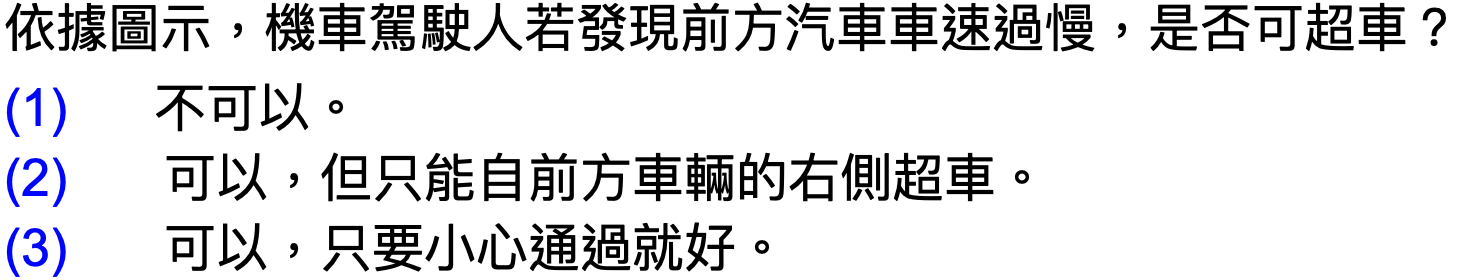 依據圖示，機車駕駛人若發現前方汽車車速過慢，是否可超車？
(1) 不可以。
(2) 可以，但只能自前方車輛的右側超車。
(3) 可以，只要小心通過就好。